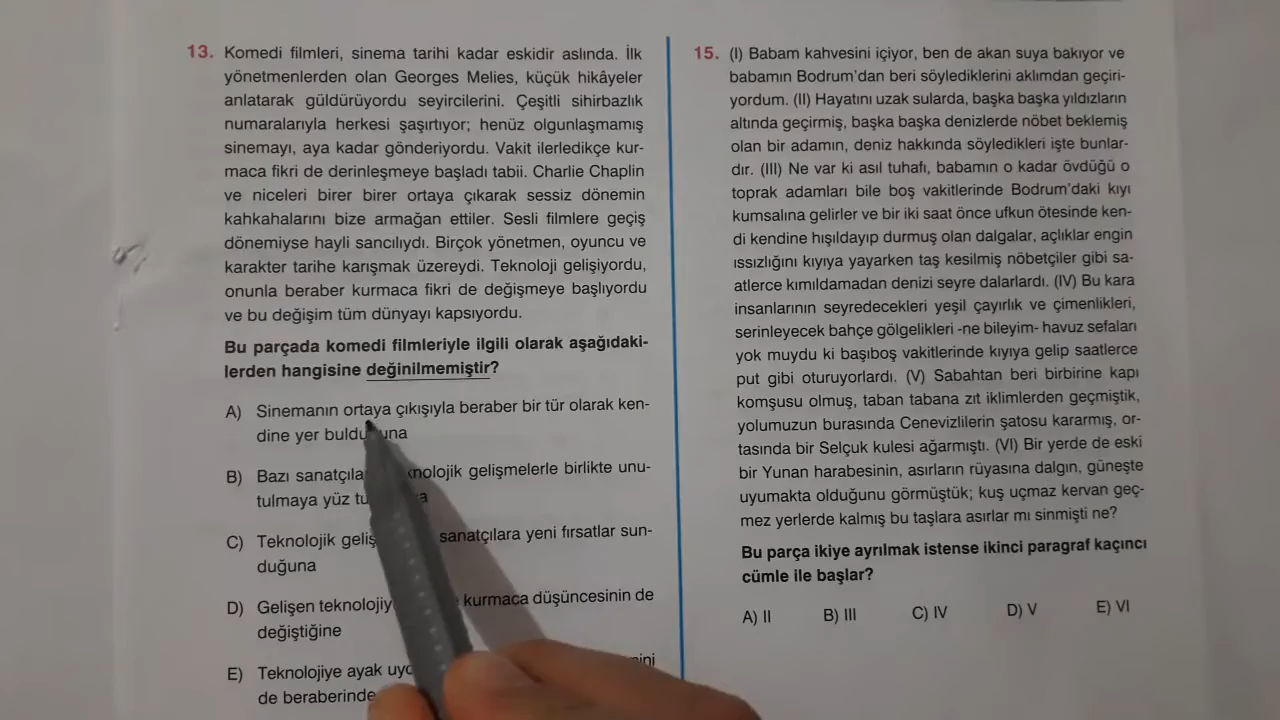 13. Komedi filmleri, sinema tarihi kadar eskidir aslında. İlk
yönetmenlerden olan Georges Melies, küçük hikâyeler
anlatarak güldürüyordu seyircilerini. Çeşitli sihirbazlık
numaralarıyla herkesi şaşırtıyor; henüz olgunlaşmamış
sinemayı, aya kadar gönderiyordu. Vakit ilerledikçe kur-
maca fikri de derinleşmeye başladı tabii. Charlie Chaplin
ve niceleri birer birer ortaya çıkarak sessiz dönemin
kahkahalarını bize armağan ettiler. Sesli filmlere geçiş
dönemiyse hayli sancılıydı. Birçok yönetmen, oyuncu ve
karakter tarihe karışmak üzereydi. Teknoloji gelişiyordu,
onunla beraber kurmaca fikri de değişmeye başlıyordu
ve bu değişim tüm dünyayı kapsıyordu.
Bu parçada komedi filmleriyle ilgili olarak aşağıdaki-
lerden hangisine değinilmemiştir?
A) Sinemanın ortaya çıkışıyla beraber bir tür olarak ken-
dine yer
B) Bazı gelişmelerle birlikte unu-
tulmaya yüz
C) Teknolojik sanatçılara yeni fırsatlar sun-
duğuna
D) Gelişen kurmaca düşüncesinin de
değiştiğine
E) Teknolojiye ayak
de beraberinde
15. (I) Babam kahvesini içiyor, ben de akan suya bakıyor ve
babamın Bodrum'dan beri söylediklerini aklımdan geçiri-
yordum. (II) Hayatını uzak sularda, başka başka yıldızların
altında geçirmiş, başka başka denizlerde nöbet beklemiş
olan bir adamın, deniz hakkında söyledikleri işte bunlar-
dır. (III) Ne var ki asıl tuhafı, babamın o kadar övdüğü o
toprak adamları bile boş vakitlerinde Bodrum'daki kıyı
kumsalına gelirler ve bir iki saat önce ufkun ötesinde ken-
di kendine hışıldayıp durmuş olan dalgalar, açlıklar engin
ıssızlığını kıyıya yayarken taş kesilmiş nöbetçiler gibi sa-
atlerce kımıldamadan denizi seyre dalarlardı. (IV) Bu kara
insanlarının seyredecekleri yeşil çayırlık ve çimenlikleri,
serinleyecek bahçe gölgelikleri -ne bileyim- havuz sefaları
yok muydu ki başıboş vakitlerinde kıyıya gelip saatlerce
put gibi oturuyorlardı. (V) Sabahtan beri birbirine kapı
komşusu olmuş, taban tabana zıt iklimlerden geçmiştik,
yolumuzun burasında Cenevizlilerin şatosu kararmış, or-
tasında bir Selçuk kulesi ağarmıştı. (VI) Bir yerde de eski
bir Yunan harabesinin, asırların rüyasına dalgın, güneşte
uyumakta olduğunu görmüştük; kuş uçmaz kervan geç-
mez yerlerde kalmış bu taşlara asırlar mı sinmişti ne?
Bu parça ikiye ayrılmak istense ikinci paragraf kaçıncı
cümle ile başlar?
A) II B) III C) IV D) V E) VI